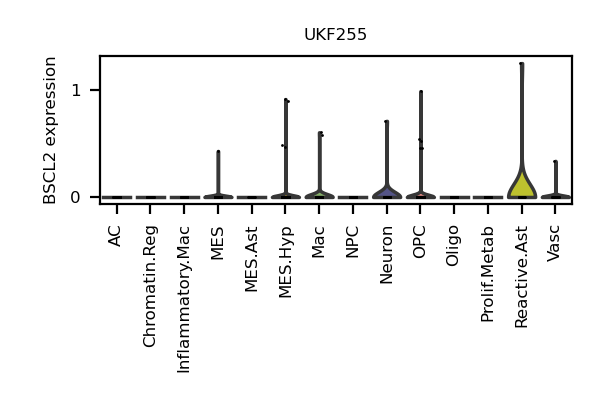 UKF255
BSCL2 expression
1
0
AC
Chromatin.Reg
Inflammatory.Mac
MES
MES.Ast
MES.Hyp
Mac
NPC
Neuron
OPC
Oligo
Prolif.Metab
Reactive.Ast
Vasc